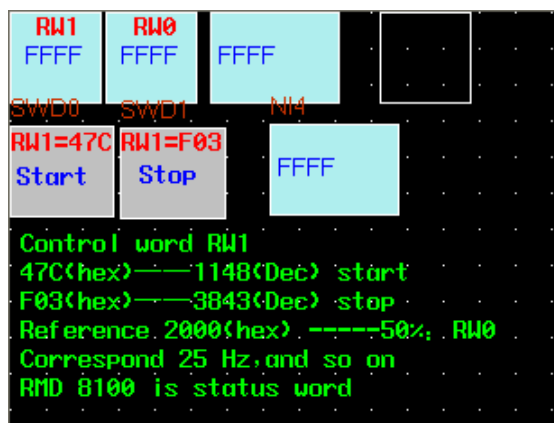 RW1 RW0
FFFF FFFF FFFF
SWD0 SWD1 NI4
RW1=47C RW1=F03
Start Stop FFFF
Control word RW1
47C(hex)——1148(Dec) start
F03(hex)——3843(Dec) stop
Reference 2000(hex) -----50%; RW0
Correspond 25 Hz,and so on
RMD 8100 is status word